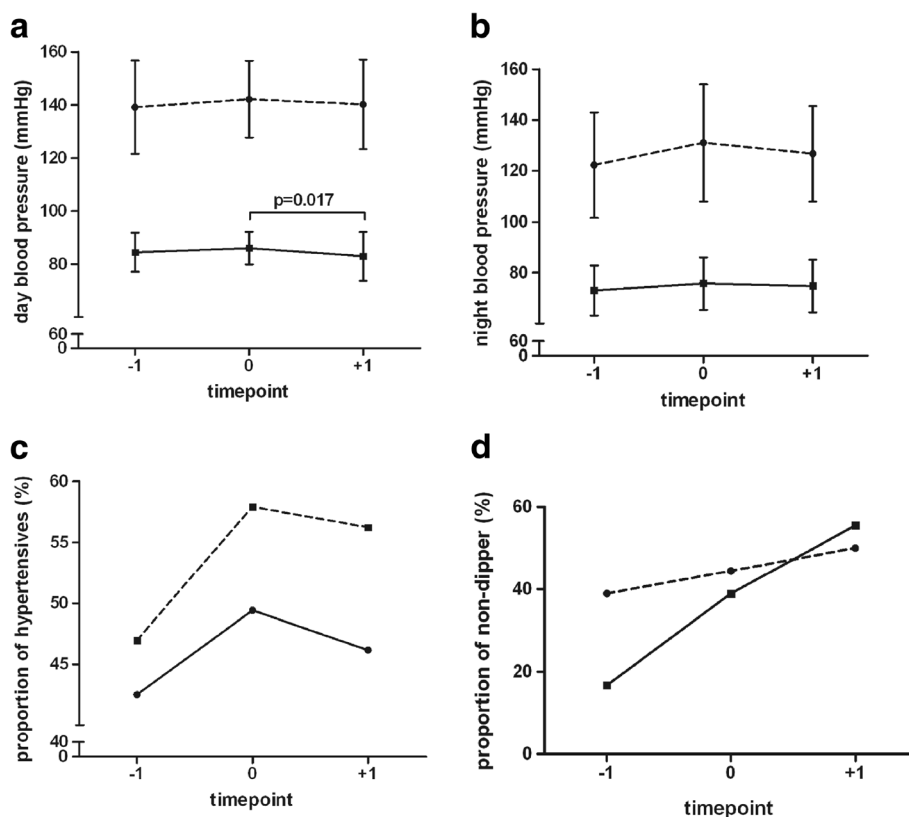 a
day blood pressure (mmHg)
160
140
120
100
80
60
0
p=0.017
-1 0 +1
timepoint
b
night blood pressure (mmHg)
160
140
120
100
80
60
0
-1 0 +1
timepoint
c
proportion of hypertensives (%)
60
55
50
45
40
0
-1 0 +1
timepoint
d
proportion of non-dipper (%)
60
40
20
0
-1 0 +1
timepoint